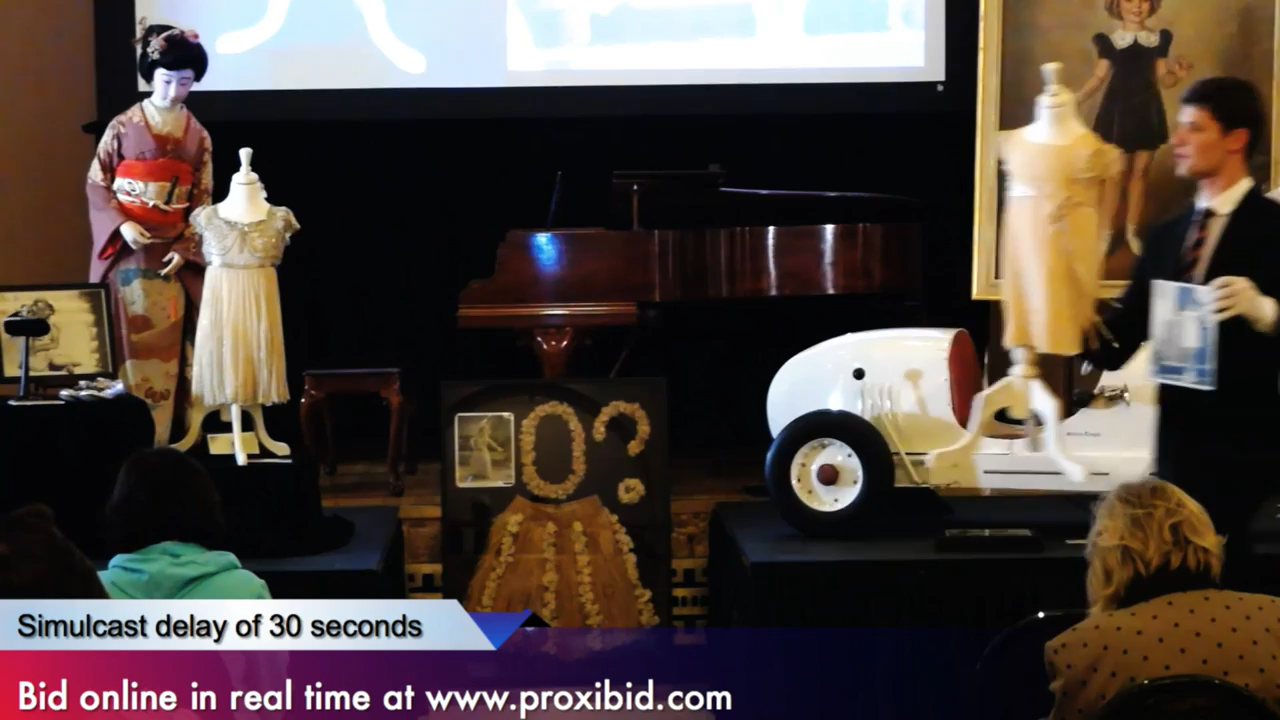 Simulcast delay of 30 seconds
Bid online in real time at www.proxibid.com